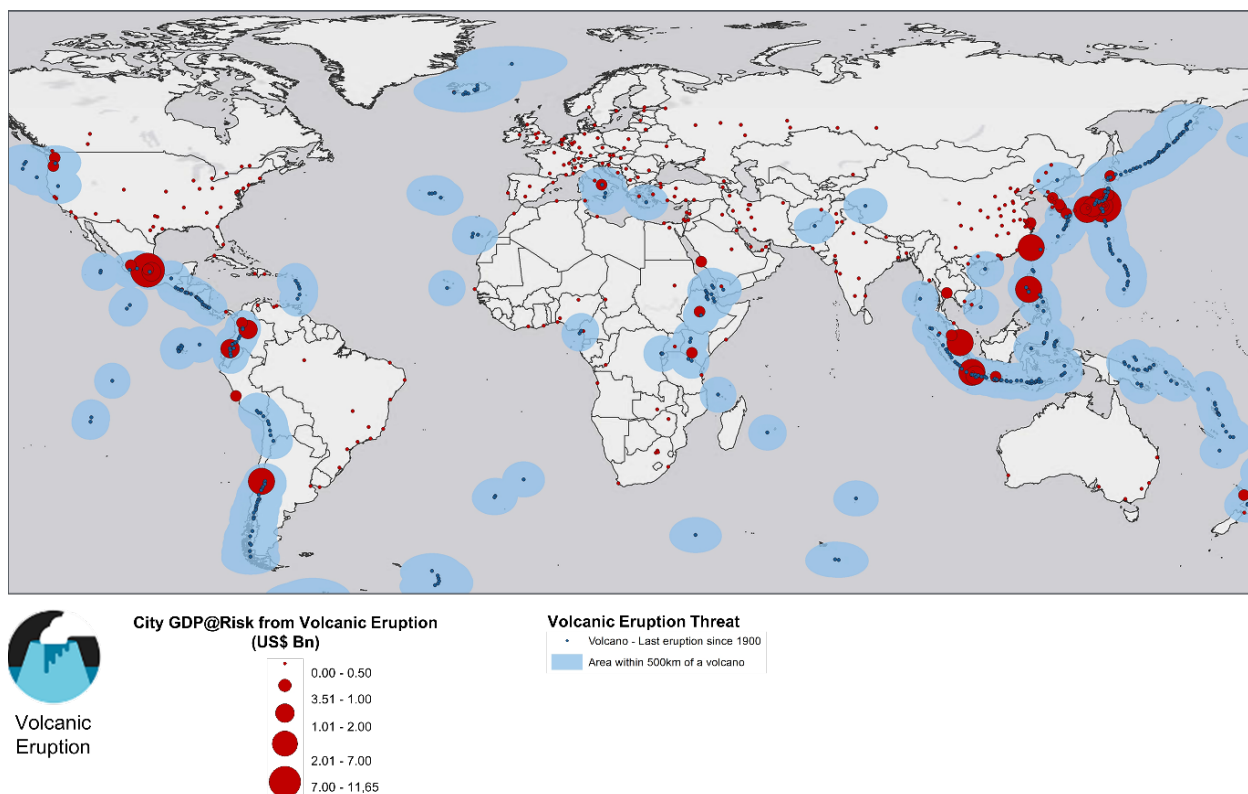 City GDP@Risk from Volcanic Eruption
(US$ Bn)
0.00 - 0.50
3.51 - 1.00
1.01 - 2.00
2.01 - 7.00
7.00 - 11,65
Volcanic Eruption Threat
Volcano - Last eruption since 1900
Area within 500km of a volcano
Volcanic
Eruption